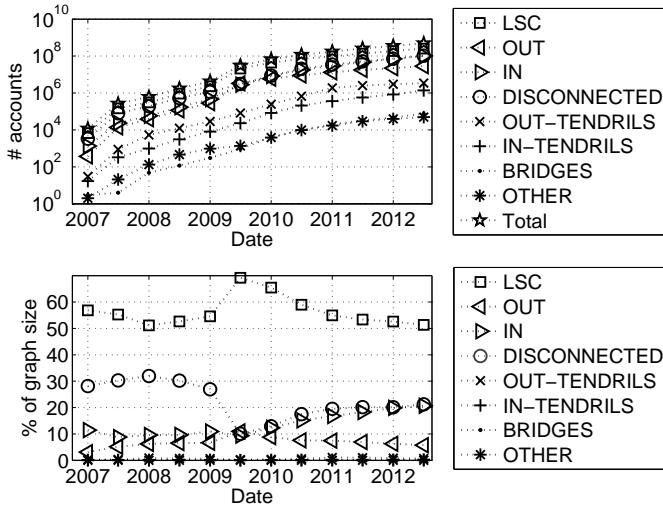 10^10
10^8
10^6
10^4
10^2
10^0
# accounts
2007 2008 2009 2010 2011 2012
Date
LSC
OUT
IN
DISCONNECTED
OUT−TENDRILS
IN−TENDRILS
BRIDGES
OTHER
Total
60
50
40
30
20
10
0
% of graph size
2007 2008 2009 2010 2011 2012
Date
LSC
OUT
IN
DISCONNECTED
OUT−TENDRILS
IN−TENDRILS
BRIDGES
OTHER